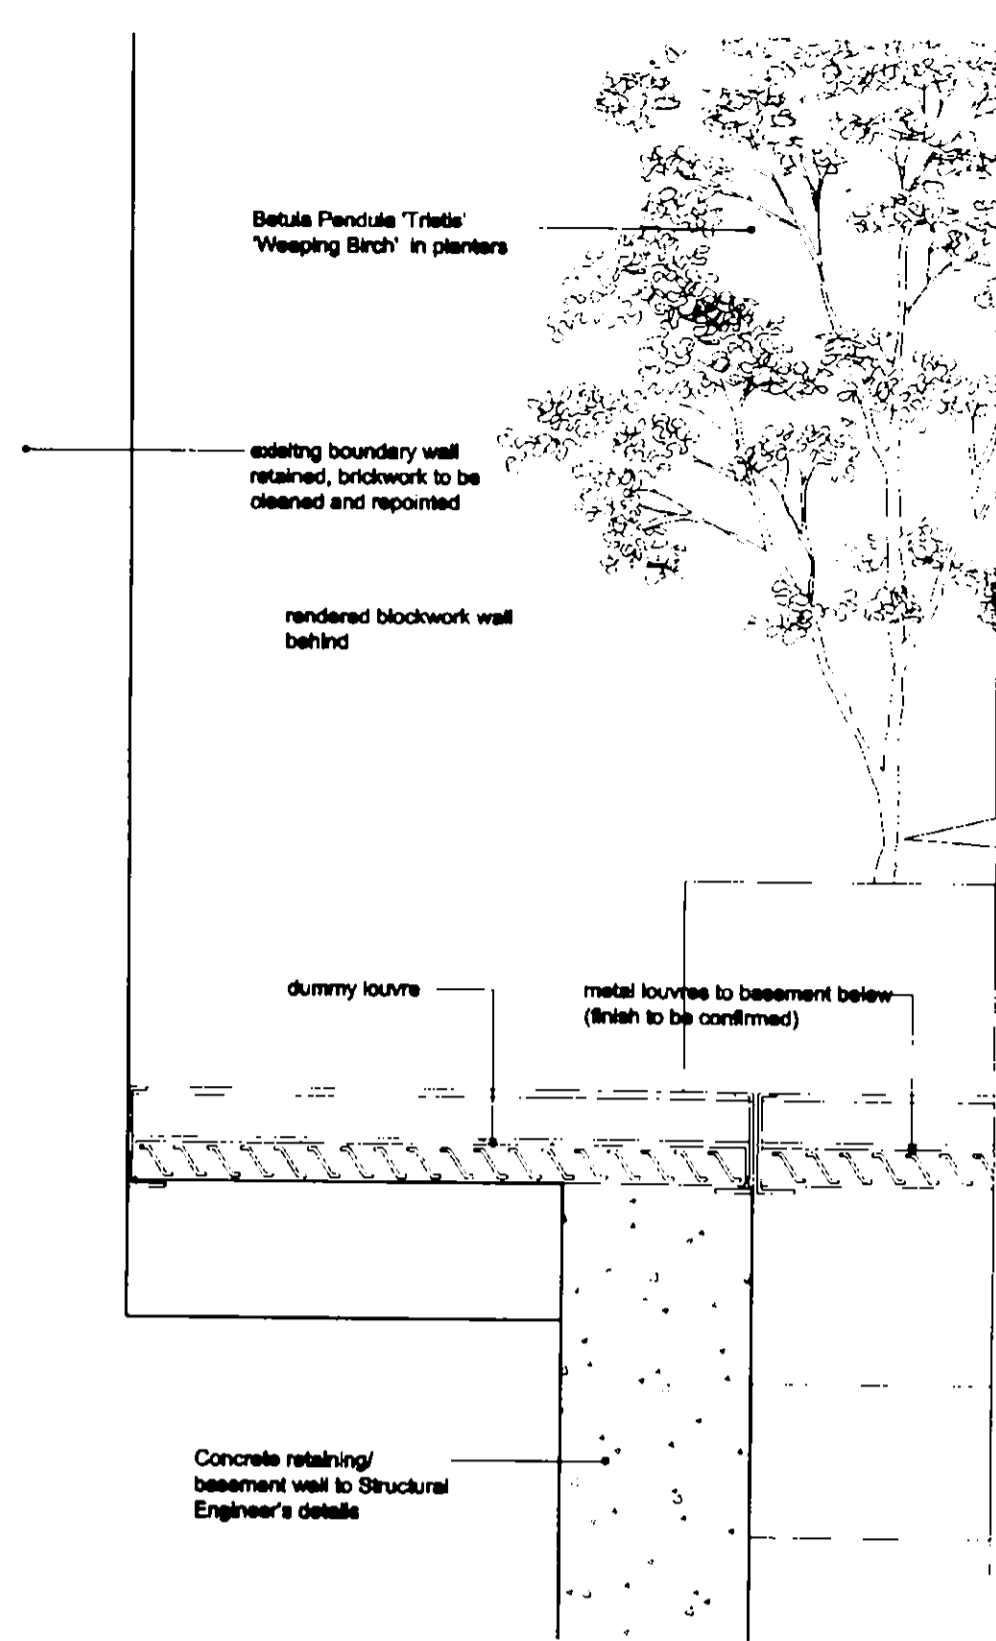 Betula Pendula 'Tristis'
'Weeping Birch' in planters
exisitng boundary wall
retained, brickwork to be
cleaned and repointed
rendered blockwork wall
behind
dummy louvre
metal louvres to basement below
(finish to be confirmed)
Concrete retaining/
basement wall to Structural
Engineer's details